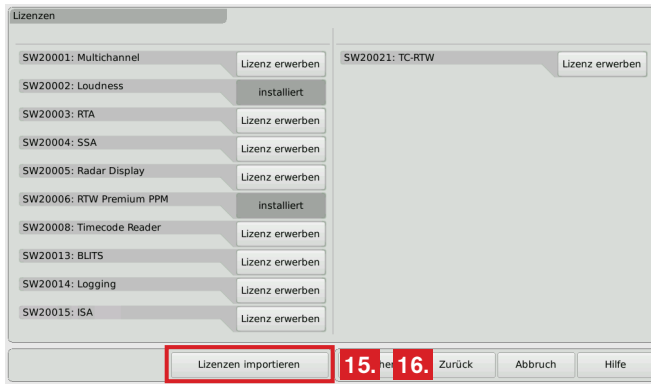 Lizenzen
SW20001: Multichannel
Lizenz erwerben
SW20002: Loudness
installiert
SW20003: RTA
Lizenz erwerben
SW20004: SSA
Lizenz erwerben
SW20005: Radar Display
Lizenz erwerben
SW20006: RTW Premium PPM
installiert
SW20008: Timecode Reader
Lizenz erwerben
SW20013: BLITS
Lizenz erwerben
SW20014: Logging
Lizenz erwerben
SW20015: ISA
Lizenz erwerben
SW20021: TC-RTW
Lizenz erwerben
Lizenzen importieren
15.
16.
Zurück
Abbruch
Hilfe